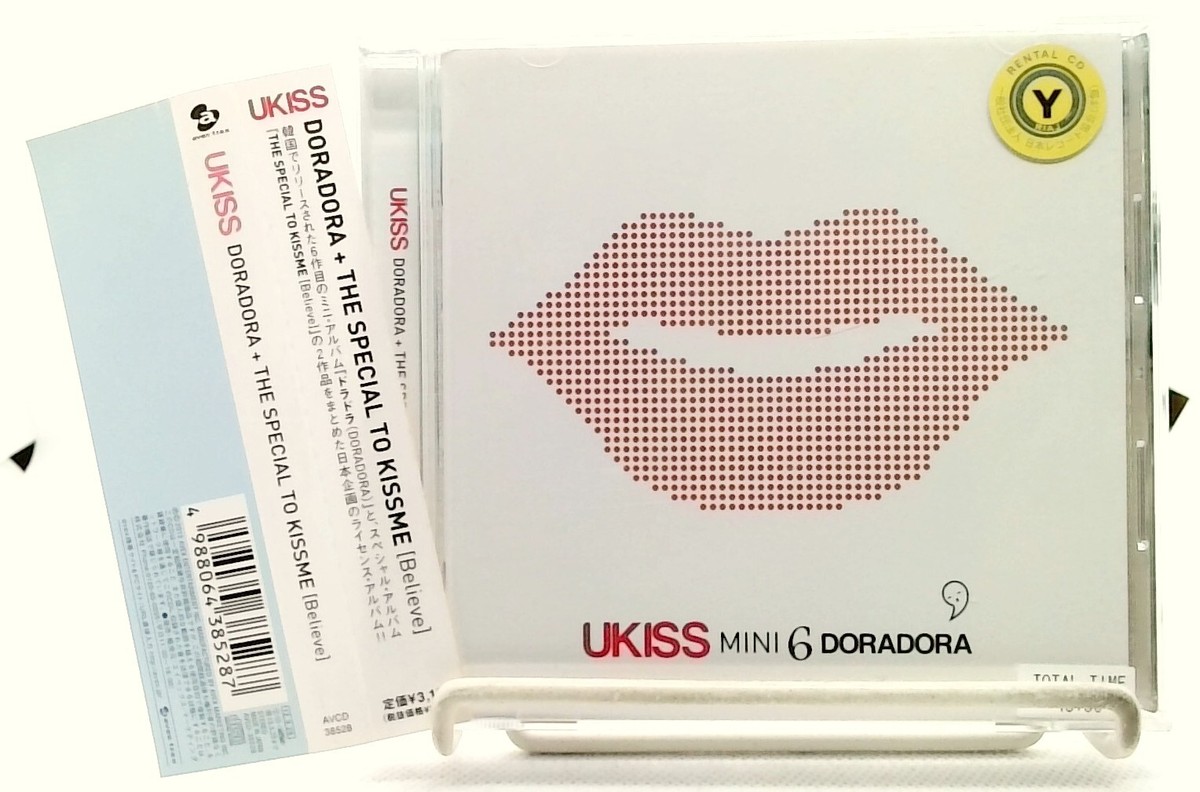 UKISS
DORADORA + THE SPECIAL TO KISSME [Believe]
韓国でリリースされた6作目のミニ・アルバム「ドラドラ(DORADORA)」と、スペシャル・アルバム
「THE SPECIAL TO KISSME [Believe]」の2作品をまとめた日本企画のライセンス・アルバム!!
定価¥3,1
(税抜価格¥
UKISS DORADORA + THE SPECIAL TO KISSME [Believe]
AVCD
38528
4 988064 385287
UKISS DORADORA + THE
RENTAL CD
Y
RIAJ
UKISS MINI 6 DORADORA
TOTAL TIME